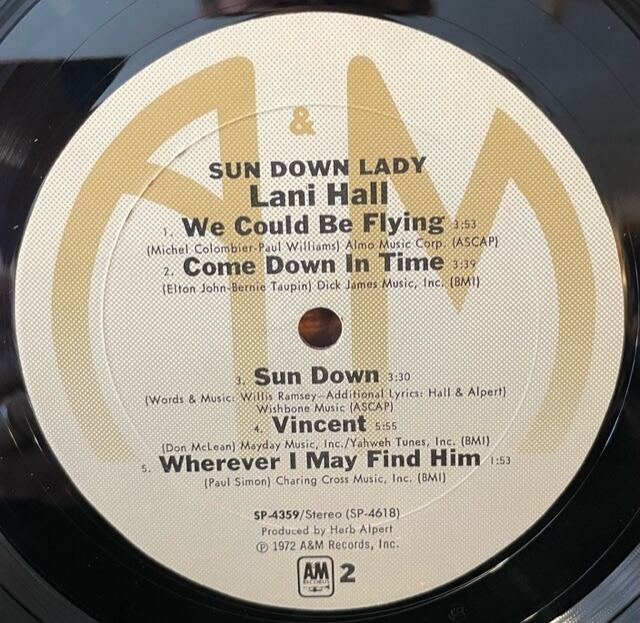 &
SUN DOWN LADY
Lani Hall
1. We Could Be Flying 3:53
(Michel Colombier-Paul Williams) Almo Music Corp. (ASCAP)
2. Come Down In Time 3:39
(Elton John-Bernie Taupin) Dick James Music, Inc. (BMI)
3. Sun Down 3:30
(Words & Music: Willis Ramsey—Additional Lyrics: Hall & Alpert)
Wishbone Music (ASCAP)
4. Vincent 5:55
(Don McLean) Mayday Music, Inc./Yahweh Tunes, Inc. (BMI)
5. Wherever I May Find Him 1:53
(Paul Simon) Charing Cross Music, Inc. (BMI)
SP-4359/Stereo (SP-4618)
Produced by Herb Alpert
℗ 1972 A&M Records, Inc.
AM 2
RECORDS